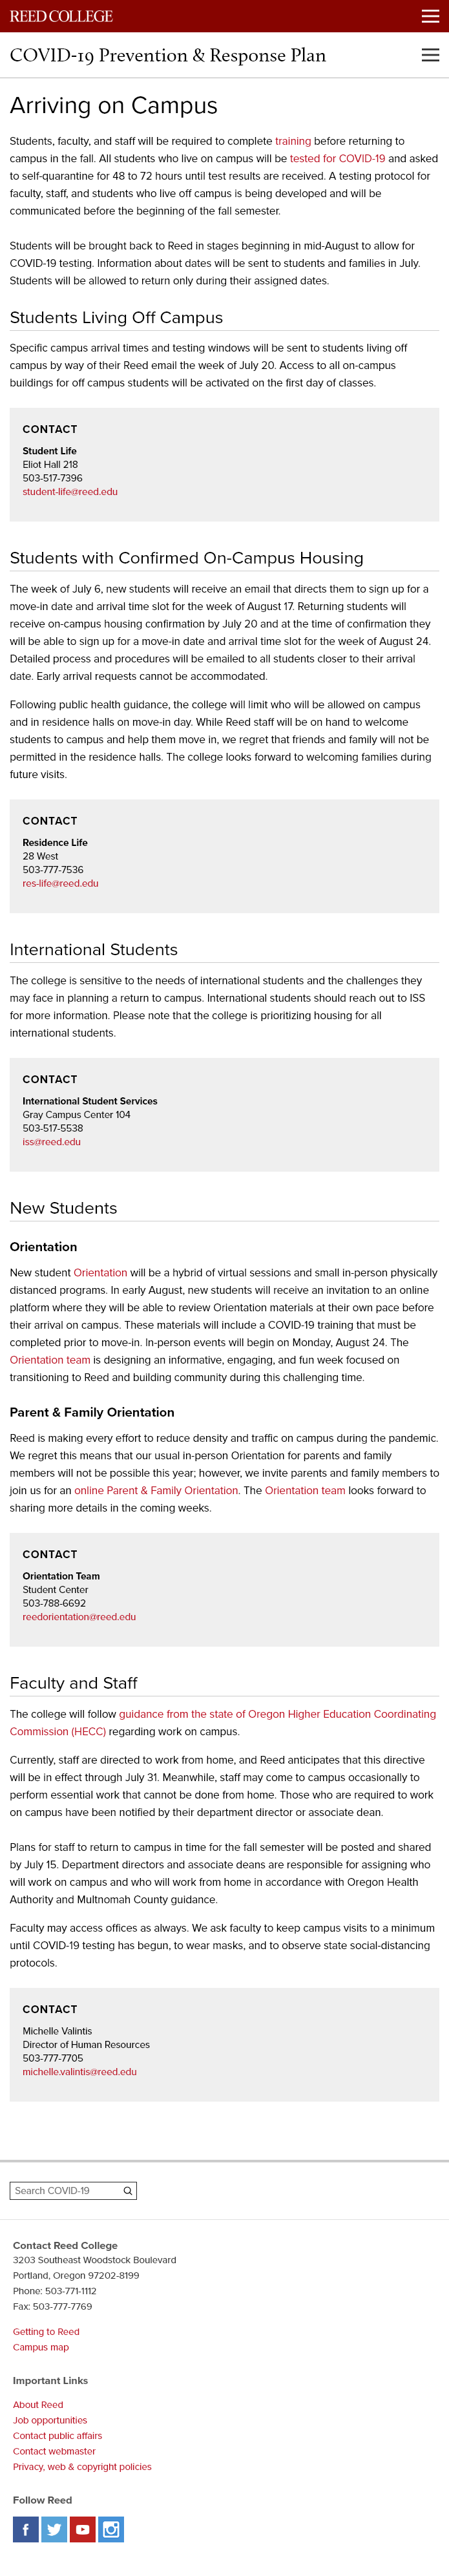 REED COLLEGE
COVID-19 Prevention & Response Plan
Arriving on Campus
Students, faculty, and staff will be required to complete training before returning to
campus in the fall. All students who live on campus will be tested for COVID-19 and asked
to self-quarantine for 48 to 72 hours until test results are received. A testing protocol for
faculty, staff, and students who live off campus is being developed and will be
communicated before the beginning of the fall semester.
Students will be brought back to Reed in stages beginning in mid-August to allow for
COVID-19 testing. Information about dates will be sent to students and families in July.
Students will be allowed to return only during their assigned dates.
Students Living Off Campus
Specific campus arrival times and testing windows will be sent to students living off
campus by way of their Reed email the week of July 20. Access to all on-campus
buildings for off campus students will be activated on the first day of classes.
CONTACT
Student Life
Eliot Hall 218
503-517-7396
student-life@reed.edu
Students with Confirmed On-Campus Housing
The week of July 6, new students will receive an email that directs them to sign up for a
move-in date and arrival time slot for the week of August 17. Returning students will
receive on-campus housing confirmation by July 20 and at the time of confirmation they
will be able to sign up for a move-in date and arrival time slot for the week of August 24.
Detailed process and procedures will be emailed to all students closer to their arrival
date. Early arrival requests cannot be accommodated.
Following public health guidance, the college will limit who will be allowed on campus
and in residence halls on move-in day. While Reed staff will be on hand to welcome
students to campus and help them move in, we regret that friends and family will not be
permitted in the residence halls. The college looks forward to welcoming families during
future visits.
CONTACT
Residence Life
28 West
503-777-7536
res-life@reed.edu
International Students
The college is sensitive to the needs of international students and the challenges they
may face in planning a return to campus. International students should reach out to ISS
for more information. Please note that the college is prioritizing housing for all
international students.
CONTACT
International Student Services
Gray Campus Center 104
503-517-5538
iss@reed.edu
New Students
Orientation
New student Orientation will be a hybrid of virtual sessions and small in-person physically
distanced programs. In early August, new students will receive an invitation to an online
platform where they will be able to review Orientation materials at their own pace before
their arrival on campus. These materials will include a COVID-19 training that must be
completed prior to move-in. In-person events will begin on Monday, August 24. The
Orientation team is designing an informative, engaging, and fun week focused on
transitioning to Reed and building community during this challenging time.
Parent & Family Orientation
Reed is making every effort to reduce density and traffic on campus during the pandemic.
We regret this means that our usual in-person Orientation for parents and family
members will not be possible this year; however, we invite parents and family members to
join us for an online Parent & Family Orientation. The Orientation team looks forward to
sharing more details in the coming weeks.
CONTACT
Orientation Team
Student Center
503-788-6692
reedorientation@reed.edu
Faculty and Staff
The college will follow guidance from the state of Oregon Higher Education Coordinating
Commission (HECC) regarding work on campus.
Currently, staff are directed to work from home, and Reed anticipates that this directive
will be in effect through July 31. Meanwhile, staff may come to campus occasionally to
perform essential work that cannot be done from home. Those who are required to work
on campus have been notified by their department director or associate dean.
Plans for staff to return to campus in time for the fall semester will be posted and shared
by July 15. Department directors and associate deans are responsible for assigning who
will work on campus and who will work from home in accordance with Oregon Health
Authority and Multnomah County guidance.
Faculty may access offices as always. We ask faculty to keep campus visits to a minimum
until COVID-19 testing has begun, to wear masks, and to observe state social-distancing
protocols.
CONTACT
Michelle Valintis
Director of Human Resources
503-777-7705
michelle.valintis@reed.edu
Search COVID-19
Contact Reed College
3203 Southeast Woodstock Boulevard
Portland, Oregon 97202-8199
Phone: 503-771-1112
Fax: 503-777-7769
Getting to Reed
Campus map
Important Links
About Reed
Job opportunities
Contact public affairs
Contact webmaster
Privacy, web & copyright policies
Follow Reed